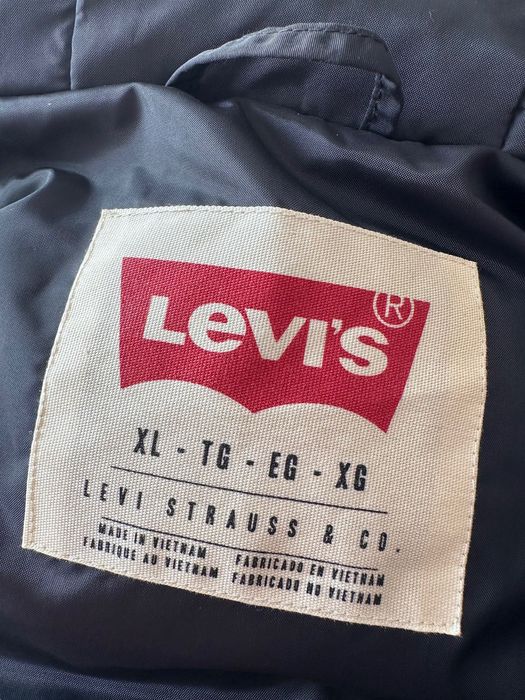 LEVI'S ®
XL - TG - EG - XG
LEVI STRAUSS & CO.
MADE IN VIETNAM FABRICADO EN VIETNAM
FABRIQUE AU VIETNAM FABRICADO NO VIETNAM